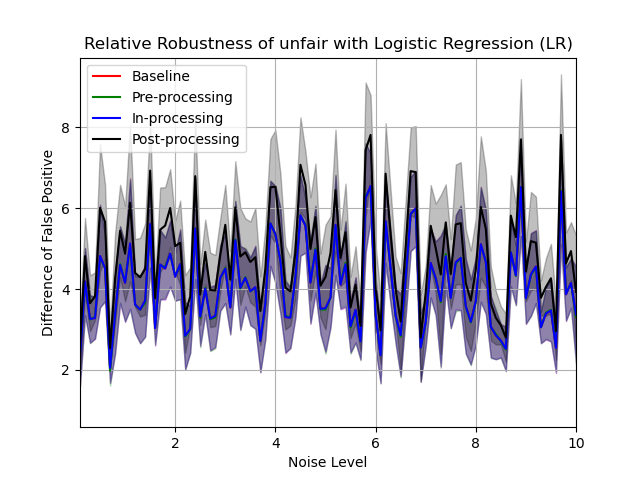 Relative Robustness of unfair with Logistic Regression (LR)
Baseline
Pre-processing
In-processing
Post-processing
Difference of False Positive
8
6
4
2
2
4
6
8
10
Noise Level